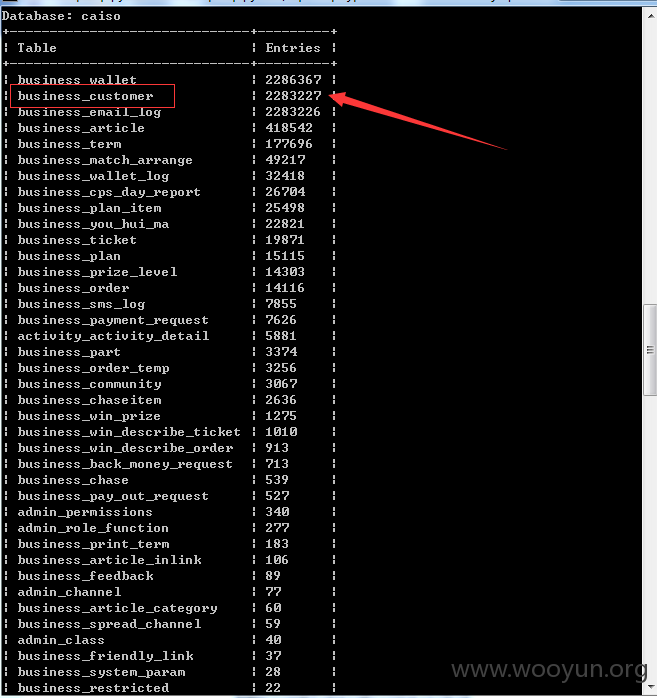 Database: caiso
Table | Entries
business_wallet | 2286367
business_customer | 2283227
business_email_log | 2283226
business_article | 418542
business_term | 177696
business_match_arrange | 49217
business_wallet_log | 32418
business_cps_day_report | 26704
business_plan_item | 25498
business_you_hui_ma | 22821
business_ticket | 19871
business_plan | 15115
business_prize_level | 14303
business_order | 14116
business_sms_log | 7855
business_payment_request | 7626
activity_activity_detail | 5881
business_part | 3374
business_order_temp | 3256
business_community | 3067
business_chaseitem | 2636
business_win_prize | 1275
business_win_describe_ticket | 1010
business_win_describe_order | 913
business_back_money_request | 713
business_chase | 539
business_pay_out_request | 527
admin_permissions | 340
admin_role_function | 277
business_print_term | 183
business_article_inlink | 106
business_feedback | 89
admin_channel | 77
business_article_category | 60
business_spread_channel | 59
admin_class | 40
business_friendly_link | 37
business_system_param | 28
business_restricted | 22
www.wooyun.org